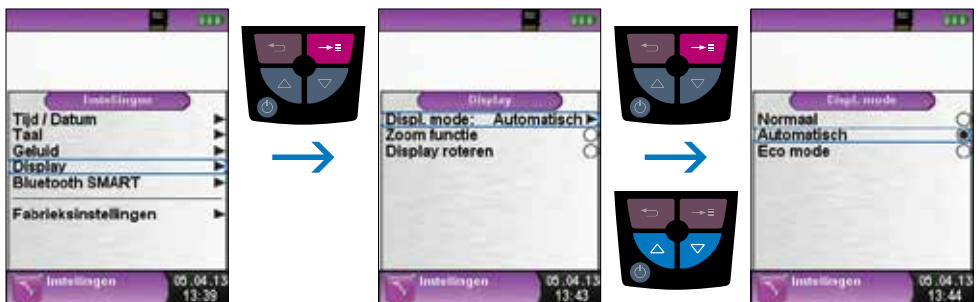 Instellingen
Tijd / Datum
Taal
Geluid
Display
Bluetooth SMART
Fabrieksinstellingen
Instellingen
05.04.13
13:39
Display
Displ. mode: Automatisch
Zoom functie
Display roteren
Instellingen
05.04.13
13:43
Displ. mode
Normaal
Automatisch
Eco mode
Instellingen
05.04.13
13:44